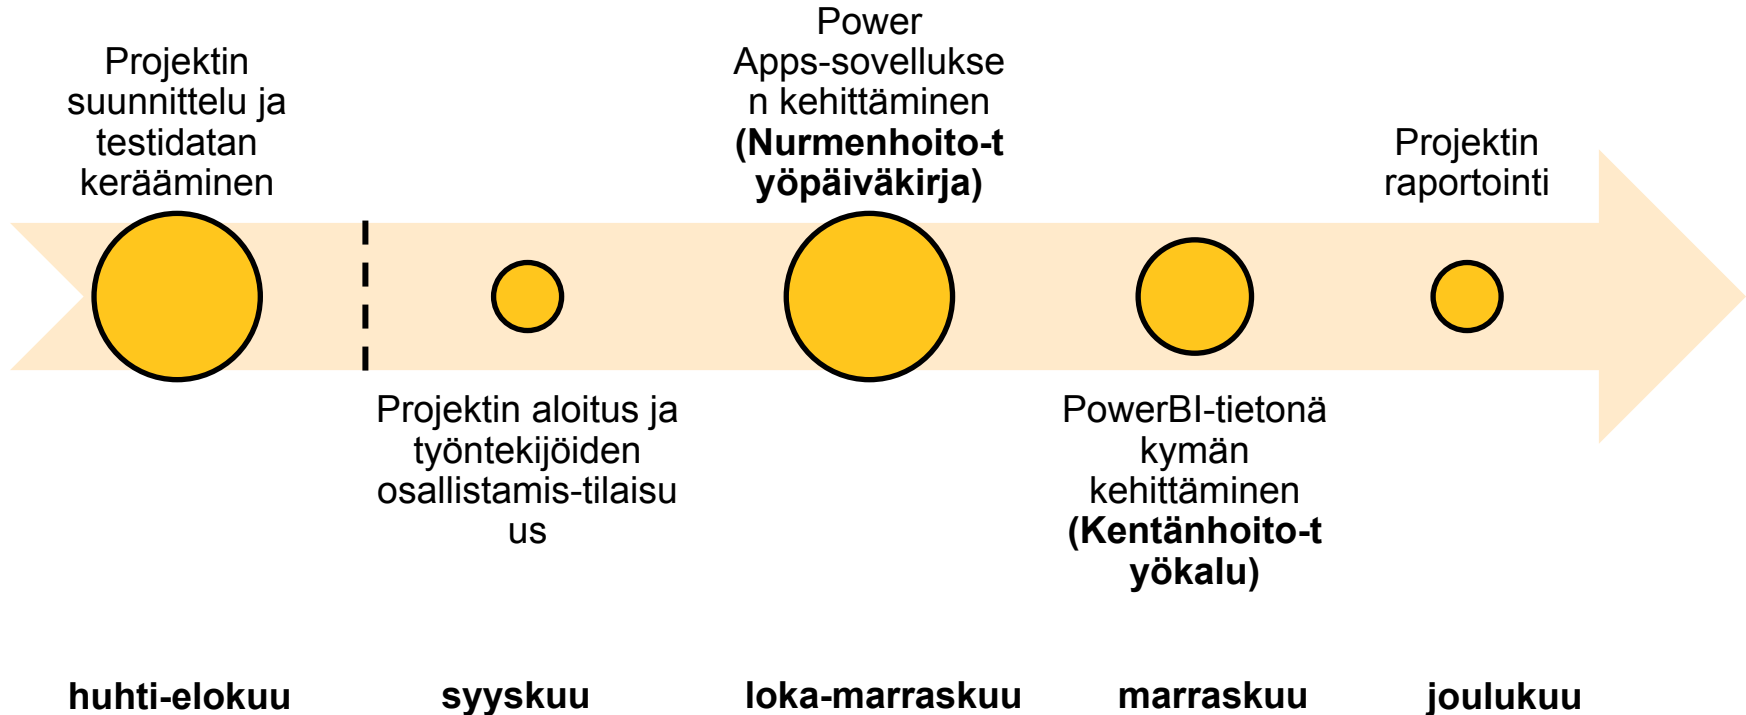 Projektin
suunnittelu ja
testidatan
kerääminen
Projektin aloitus ja
työntekijöiden
osallistamis-tilaisu
us
Power
Apps-sovellukse
n kehittäminen
(Nurmenhoito-t
yöpäiväkirja)
PowerBI-tietonä
kymän
kehittäminen
(Kentänhoito-t
yökalu)
Projektin
raportointi
huhti-elokuu
syyskuu
loka-marraskuu
marraskuu
joulukuu